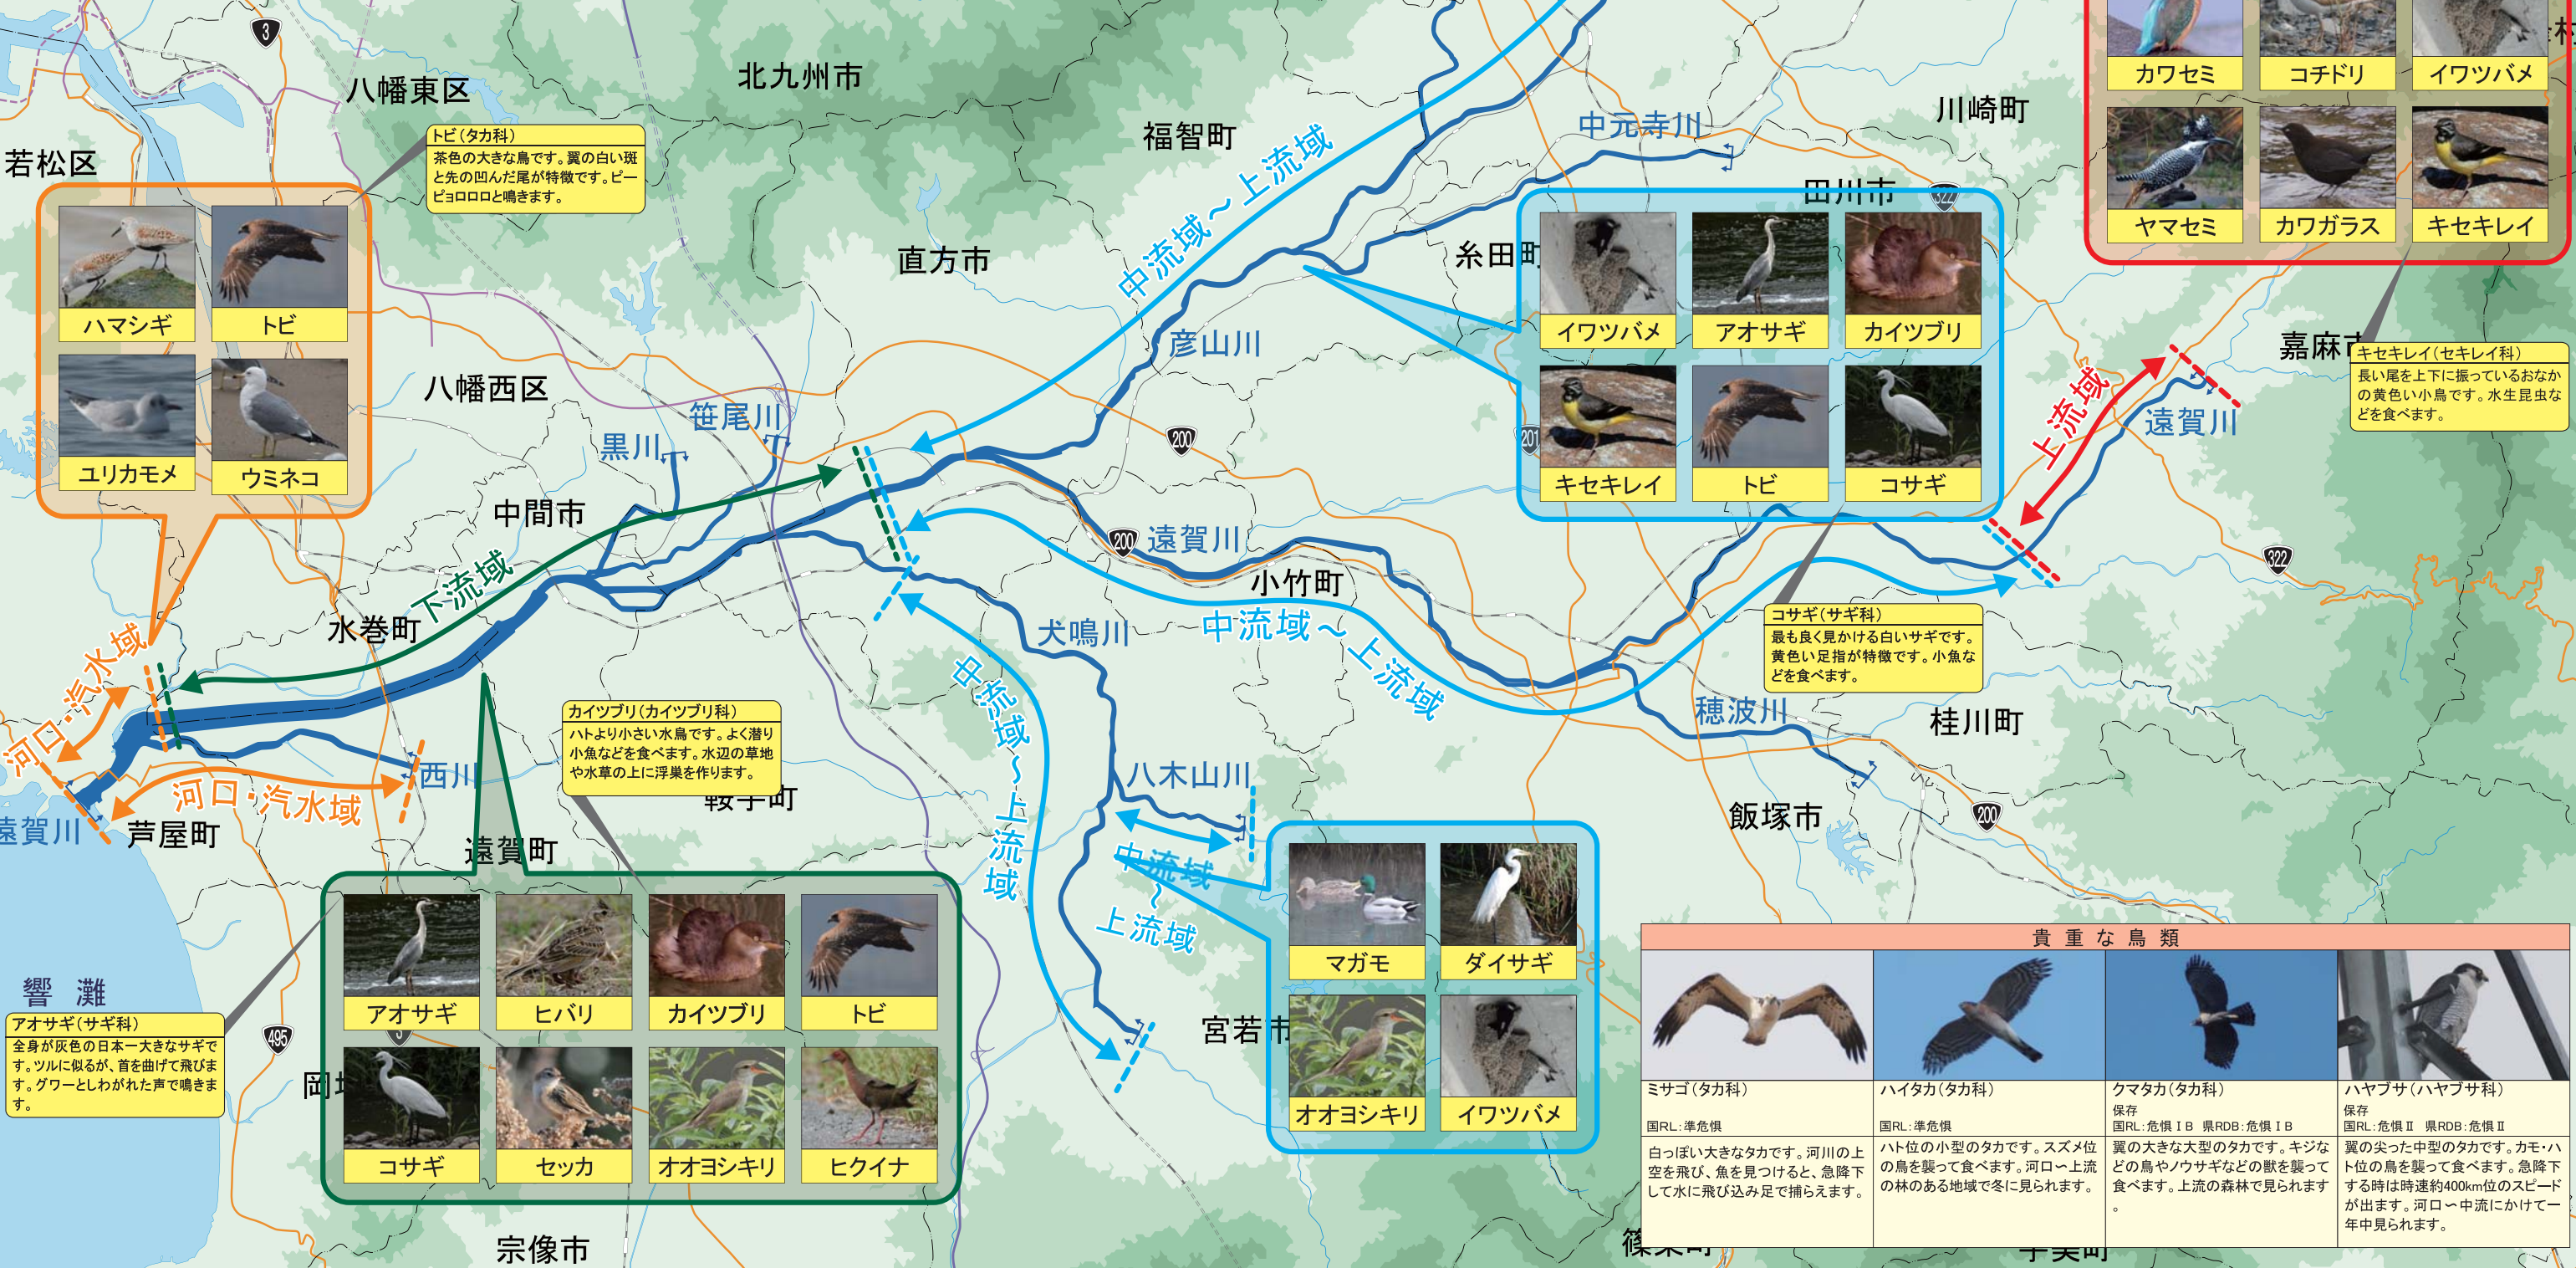 3
八幡東区
北九州市
若松区
トビ(タカ科)
茶色の大きな鳥です。翼の白い斑
と先の凹んだ尾が特徴です。ピー
ピョロロロと鳴きます。
ハマシギ
トビ
ユリカモメ
ウミネコ
福智町
中元寺川
川崎町
カワセミ
コチドリ
イワツバメ
ヤマセミ
カワガラス
キセキレイ
中流域～上流域
直方市
糸田町
田川市
322
イワツバメ
アオサギ
カイツブリ
キセキレイ
トビ
コサギ
彦山川
八幡西区
笹尾川
黒川
中間市
200
201
嘉麻市
キセキレイ(セキレイ科)
長い尾を上下に振っているおなか
の黄色い小鳥です。水生昆虫な
どを食べます。
上流域
遠賀川
322
下流域
水巻町
200
遠賀川
小竹町
中流域～上流域
犬鳴川
中流域～上流域
コサギ(サギ科)
最も良く見かける白いサギです。
黄色い足指が特徴です。小魚な
どを食べます。
穂波川
桂川町
飯塚市
200
河口・汽水域
河口・汽水域
西川
遠賀川
芦屋町
カイツブリ(カイツブリ科)
ハトより小さい水鳥です。よく潜り
小魚などを食べます。水辺の草地
や水草の上に浮巣を作ります。
鞍手町
遠賀町
八木山川
中流域
～
上流域
マガモ
ダイサギ
オオヨシキリ
イワツバメ
宮若市
響灘
アオサギ(サギ科)
全身が灰色の日本一大きなサギで
す。ツルに似るが、首を曲げて飛びま
す。グワーとしわがれた声で鳴きま
す。
495
3
アオサギ
ヒバリ
カイツブリ
トビ
コサギ
セッカ
オオヨシキリ
ヒクイナ
岡
宗像市
貴重な鳥類
ミサゴ(タカ科)
国RL:準危惧
白っぽい大きなタカです。河川の上
空を飛び、魚を見つけると、急降下
して水に飛び込み足で捕らえます。
ハイタカ(タカ科)
国RL:準危惧
ハト位の小型のタカです。スズメ位
の鳥を襲って食べます。河口～上流
の林のある地域で冬に見られます。
クマタカ(タカ科)
保存
国RL:危惧ⅠB 県RDB:危惧ⅠB
翼の大きな大型のタカです。キジな
どの鳥やノウサギなどの獣を襲って
食べます。上流の森林で見られます
。
ハヤブサ(ハヤブサ科)
保存
国RL:危惧Ⅱ 県RDB:危惧Ⅱ
翼の尖った中型のタカです。カモ・ハ
ト位の鳥を襲って食べます。急降下
する時は時速約400km位のスピード
が出ます。河口～中流にかけて一
年中見られます。